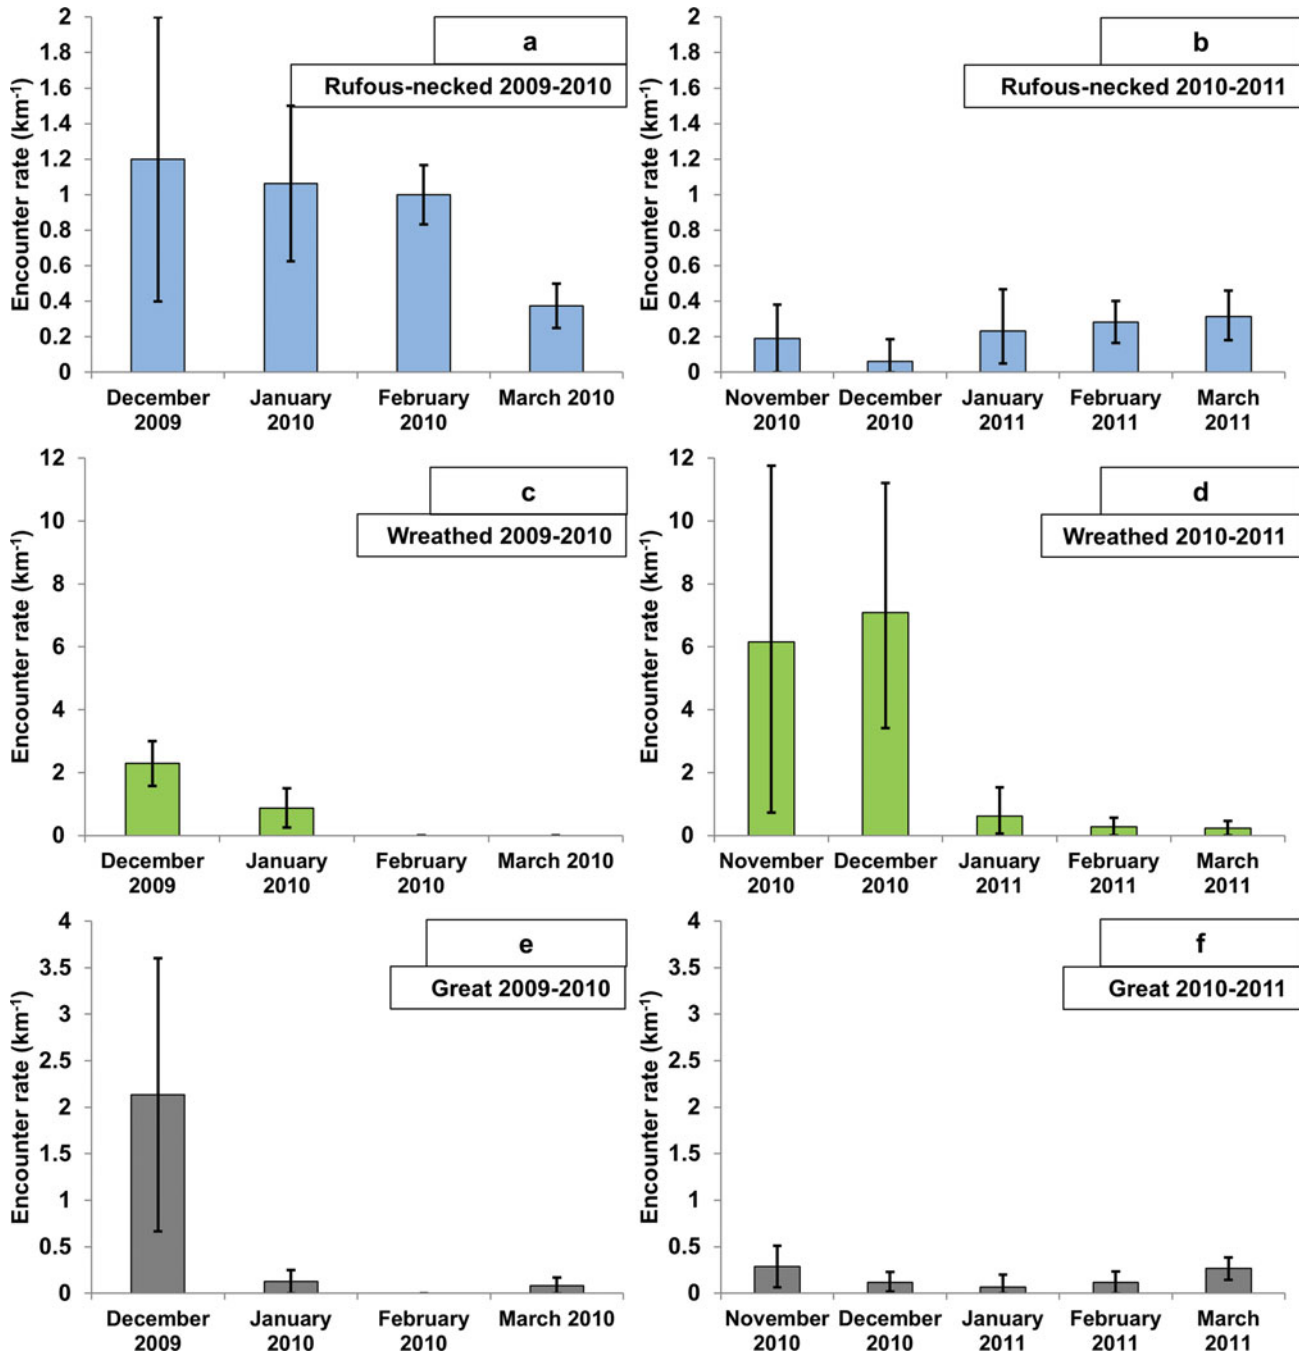 a
Rufous-necked 2009-2010
Encounter rate (km-1)
2
1.8
1.6
1.4
1.2
1
0.8
0.6
0.4
0.2
0
December 2009
January 2010
February 2010
March 2010
b
Rufous-necked 2010-2011
Encounter rate (km-1)
2
1.8
1.6
1.4
1.2
1
0.8
0.6
0.4
0.2
0
November 2010
December 2010
January 2011
February 2011
March 2011
c
Wreathed 2009-2010
Encounter rate (km-1)
12
10
8
6
4
2
0
December 2009
January 2010
February 2010
March 2010
d
Wreathed 2010-2011
Encounter rate (km-1)
12
10
8
6
4
2
0
November 2010
December 2010
January 2011
February 2011
March 2011
e
Great 2009-2010
Encounter rate (km-1)
4
3.5
3
2.5
2
1.5
1
0.5
0
December 2009
January 2010
February 2010
March 2010
f
Great 2010-2011
Encounter rate (km-1)
4
3.5
3
2.5
2
1.5
1
0.5
0
November 2010
December 2010
January 2011
February 2011
March 2011